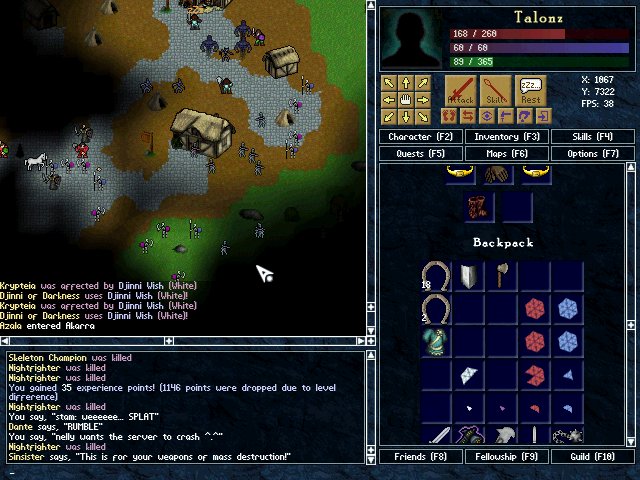 Talonz
168 / 260
60 / 60
89 / 365
Attack
Skills
zZz...
Rest
X: 1067
Y: 7322
FPS: 38
Character (F2)
Inventory (F3)
Skills (F4)
Quests (F5)
Maps (F6)
Options (F7)
Backpack
18
2
Krypteia was affected by Djinni Wish (White)
Djinni of Darkness uses Djinni Wish (White)!
Krypteia was affected by Djinni Wish (White)
Djinni of Darkness uses Djinni Wish (White)!
Azala entered Akarra
Skeleton Champion was killed
Nightfrighter was killed
Nightfrighter was killed
You gained 35 experience points! (1146 points were dropped due to level
difference)
Nightfrighter was killed
You say, "stam: weeeeee... SPLAT"
Dante says, "RUMBLE"
You say, "nelly wants the server to crash ^.^"
Nightfrighter was killed
Sinsister says, "This is for your weapons of mass destruction!"
Friends (F8)
Fellowship (F9)
Guild (F10)